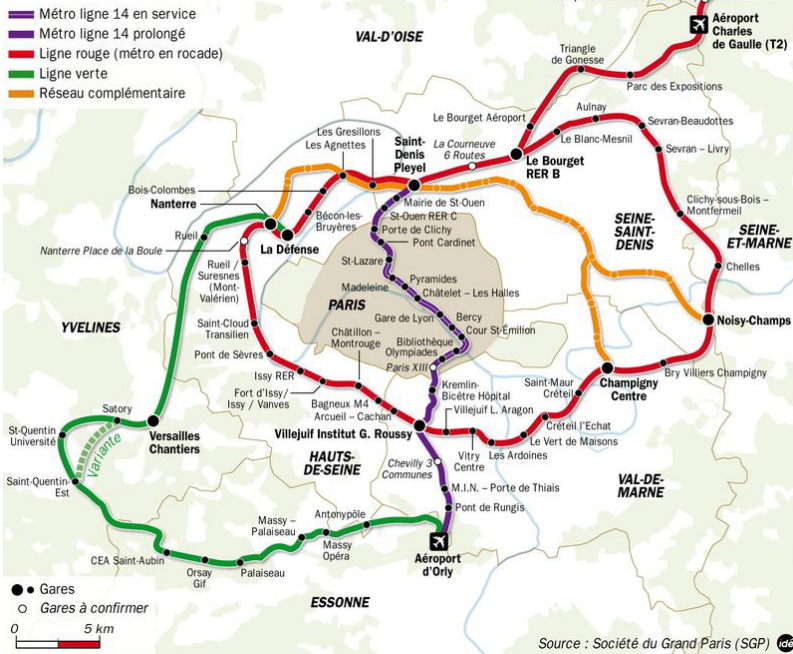 Métro ligne 14 en service
Métro ligne 14 prolongé
Ligne rouge (métro en rocade)
Ligne verte
Réseau complémentaire
VAL-D'OISE
Aéroport
Charles
de Gaulle (T2)
Triangle
de Gonesse
Parc des Expositions
Le Bourget Aéroport
Aulnay
Sevran-Beaudottes
Le Blanc-Mesnil
Sevran – Livry
Les Gresillons
Les Agnettes
Saint-
Denis
Pleyel
La Courneuve
6 Routes
Le Bourget
RER B
Bois-Colombes
Nanterre
Mairie de St-Ouen
Clichy-sous-Bois –
Montfermeil
Bécon-les-
Bruyères
St-Ouen RER C
Porte de Clichy
Pont Cardinet
SEINE-
SAINT-
DENIS
SEINE-
ET-MARNE
Rueil
La Défense
Nanterre Place de la Boule
St-Lazare
Chelles
Rueil /
Suresnes
(Mont-
Valérien)
Pyramides
Madeleine
Châtelet – Les Halles
PARIS
Gare de Lyon
Bercy
Cour St-Émilion
Noisy-Champs
YVELINES
Saint-Cloud
Transilien
Châtillon –
Montrouge
Bibliothèque
Olympiades
Pont de Sèvres
Paris XIII
Issy RER
Bry Villiers Champigny
Fort d'Issy/
Issy / Vanves
Kremlin-
Bicêtre Hôpital
Saint-Maur
Créteil
Champigny
Centre
Satory
Bagneux M4
Arcueil – Cachan
Villejuif L. Aragon
Créteil l'Echat
St-Quentin
Université
Variante
Versailles
Chantiers
Villejuif Institut G. Roussy
Le Vert de Maisons
Vitry
Centre
Les Ardoines
HAUTS-
DE-SEINE
Chevilly 3
Communes
Saint-Quentin-
Est
M.I.N. – Porte de Thiais
VAL-DE-
MARNE
Pont de Rungis
Antonypôle
Massy –
Palaiseau
Massy
Opéra
CEA Saint-Aubin
Orsay
Gif
Palaiseau
Aéroport
d'Orly
Gares
Gares à confirmer
0 5 km
ESSONNE
Source : Société du Grand Paris (SGP)
idé